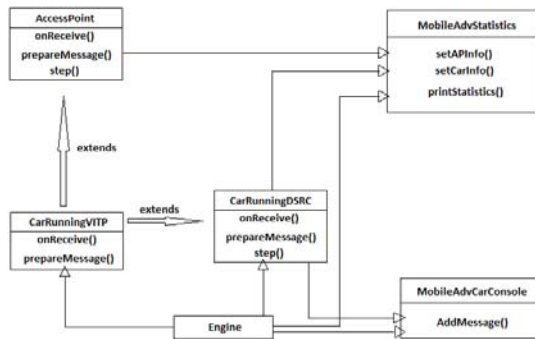 AccessPoint
onReceive()
prepareMessage()
step()
MobileAdvStatistics
setAPInfo()
setCarInfo()
printStatistics()
extends
CarRunningVITP
onReceive()
prepareMessage()
extends
CarRunningDSRC
onReceive()
prepareMessage()
step()
Engine
MobileAdvCarConsole
AddMessage()